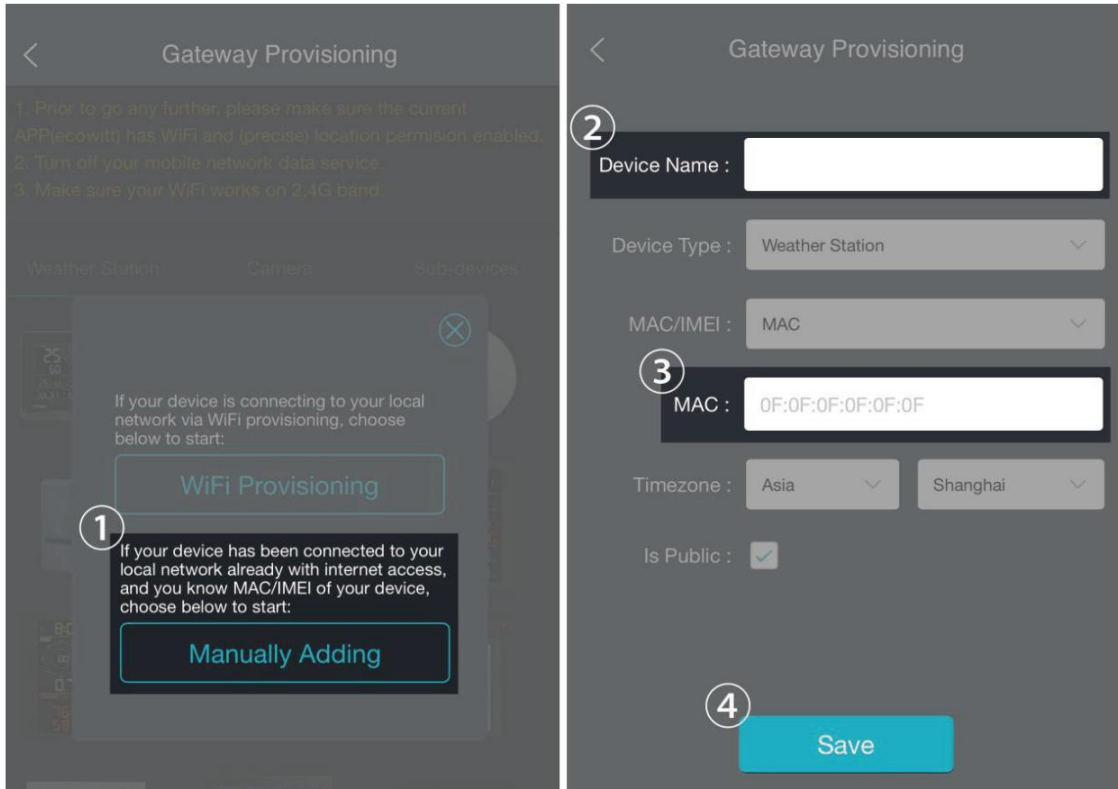 Gateway Provisioning
1. Prior to go any further, please make sure the current
APP(ecowitt) has WiFi and (precise) location permision enabled.
2. Turn off your mobile network data service.
3. Make sure your WiFi works on 2.4G band.
Weather Station Camera Sub-devices
If your device is connecting to your local
network via WiFi provisioning, choose
below to start:
WiFi Provisioning
1
If your device has been connected to your
local network already with internet access,
and you know MAC/IMEI of your device,
choose below to start:
Manually Adding
Gateway Provisioning
2
Device Name :
Device Type : Weather Station
MAC/IMEI : MAC
3
MAC : 0F:0F:0F:0F:0F:0F
Timezone : Asia Shanghai
Is Public :
4
Save